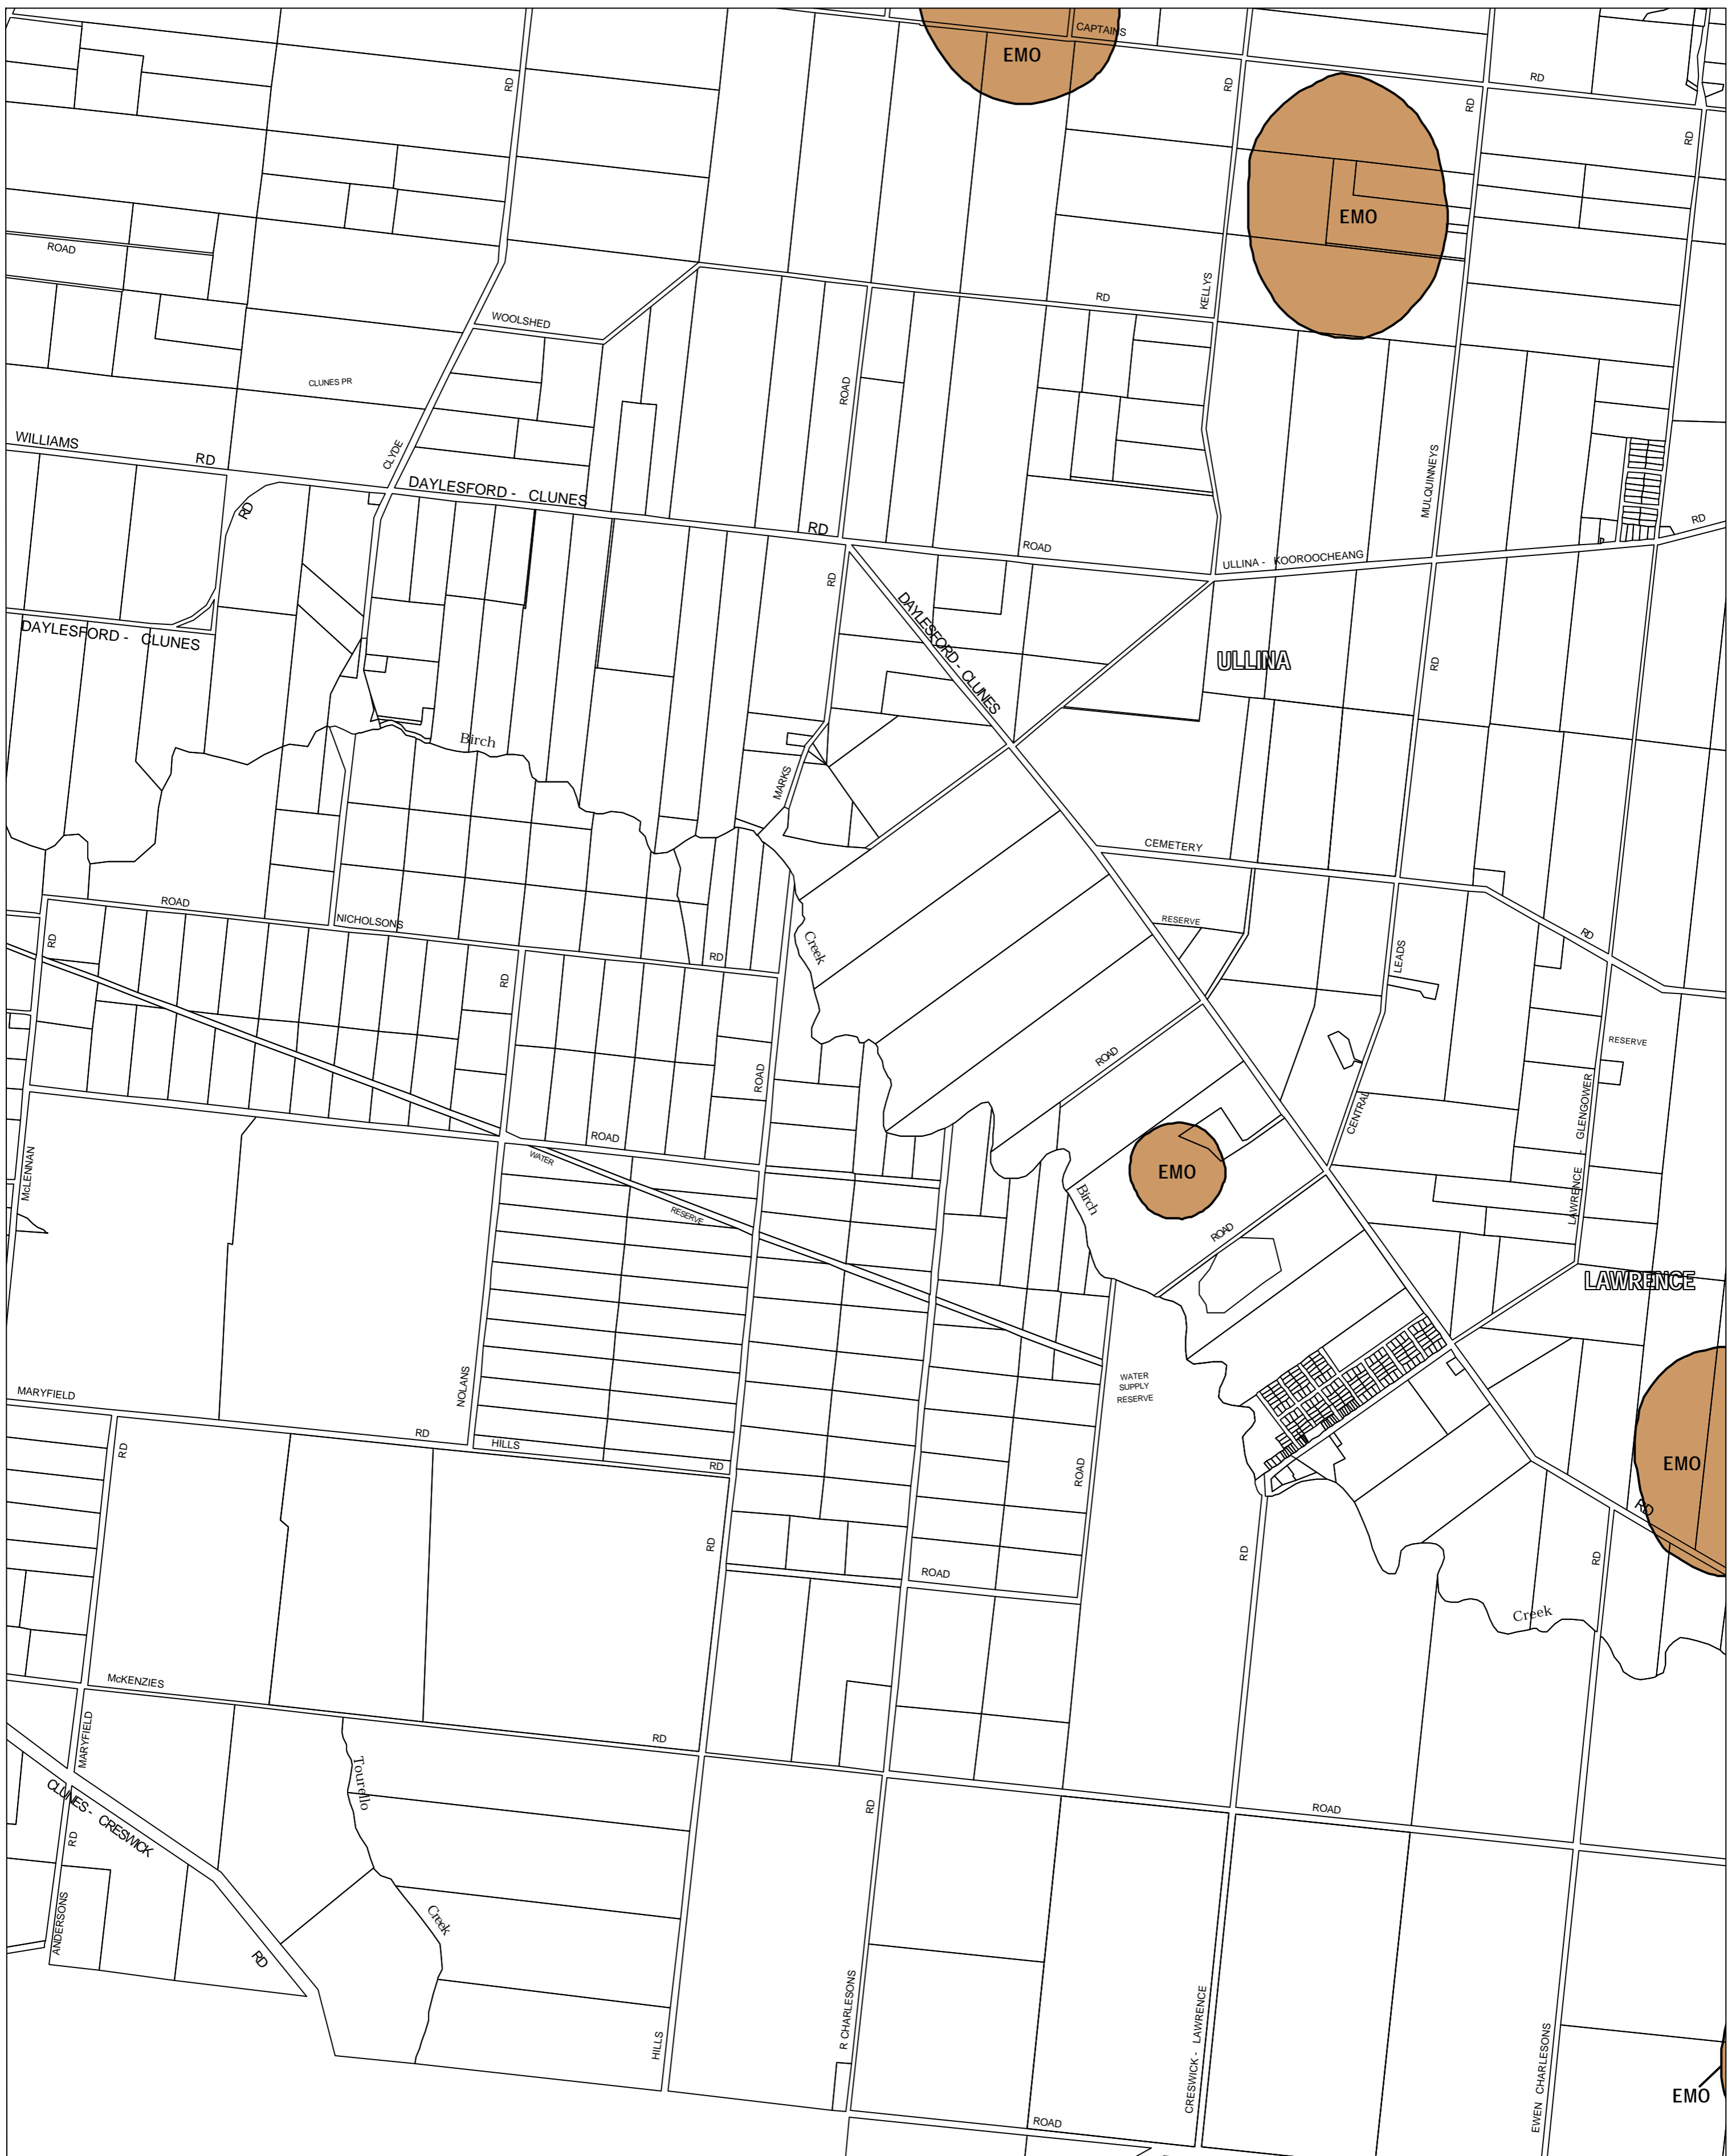 CAPTAINS
EMO
RD
RD
RD
RD
RD
EMO
ROAD
KELLYS
RD
WOOLSHED
CLUNES PR
ROAD
WILLIAMS
RD
CLYDE
MULQUINNEYS
DAYLESFORD - CLUNES
RD
RD
RD
ROAD
ULLINA - KOOROOCHEANG
RD
DAYLESFORD - CLUNES
DAYLESFORD - CLUNES
ULLINA
RD
Birch
MARKS
CEMETERY
ROAD
NICHOLSONS
RESERVE
RD
RD
RD
Creek
LEADS
RD
RESERVE
ROAD
ROAD
GLENGOWER
CENTRAL
ROAD
WATER
McLENNAN
EMO
Birch
LAWRENCE -
RESERVE
ROAD
LAWRENCE
WATER
SUPPLY
RESERVE
MARYFIELD
NOLANS
RD
HILLS
RD
RD
ROAD
EMO
RD
RD
RD
RD
ROAD
Creek
McKENZIES
MARYFIELD
RD
Tourello
CLUNES - CRESWICK
RD
RD
ROAD
ANDERSONS
Creek
RD
R CHARLESONS
HILLS
CRESWICK - LAWRENCE
EWEN CHARLESONS
EMO
ROAD